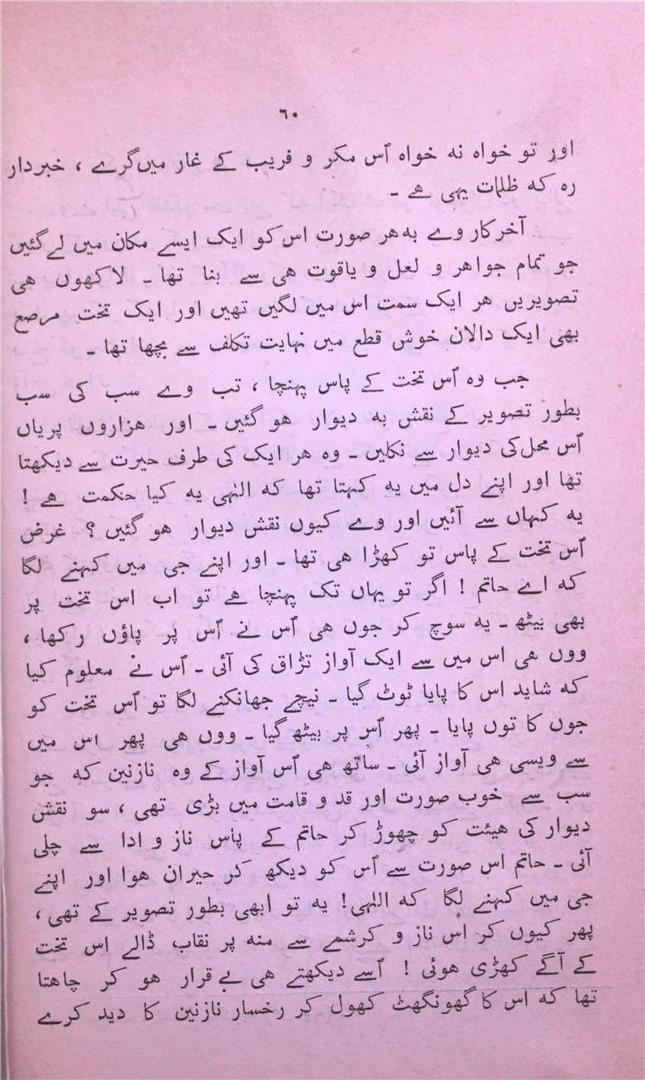 ٦٠
اور تو خواہ نہ خواہ اُس مکر و فریب کے غار میں گرے ، خبردار
رہ کہ ظلمات یہی ہے ۔
آخرکار وے بہ ہر صورت اس کو ایک ایسے مکان میں لے گئیں
جو تمام جواہر و لعل و یاقوت ہی سے بنا تھا ۔ لاکھوں ہی
تصویریں ہر ایک سمت اس میں لگیں تھیں اور ایک تخت مرصع
بھی ایک دالان خوش قطع میں نہایت تکلف سے بچھا تھا ۔
جب وہ اُس تخت کے پاس پہنچا ، تب وے سب کی سب
بطور تصویر کے نقش بہ دیوار ہو گئیں ۔ اور ہزاروں پریاں
اُس محل کی دیوار سے نکلیں ۔ وہ ہر ایک کی طرف حیرت سے دیکھتا
تھا اور اپنے دل میں یہ کہتا تھا کہ اللہی یہ کیا حکمت ہے !
یہ کہاں سے آئیں اور وے کیوں نقش دیوار ہو گئیں ؟ غرض
اُس تخت کے پاس تو کھڑا ہی تھا ۔ اور اپنے جی میں کہنے لگا
کہ اے حاتم ! اگر تو یہاں تک پہنچا ہے تو اب اس تخت پر
بھی بیٹھ ۔ یہ سوچ کر جوں ہی اُس نے اُس پر پاؤں رکھا ،
ووں ہی اس میں سے ایک آواز تڑاق کی آئی ۔ اُس نے معلوم کیا
کہ شاید اس کا پایا ٹوٹ گیا ۔ نیچے جھانکنے لگا تو اُس تخت کو
جوں کا توں پایا ۔ پھر اُس پر بیٹھ گیا ۔ ووں ہی پھر اس میں
سے ویسی ہی آواز آئی ۔ ساتھ ہی اُس آواز کے وہ نازنین کہ جو
سب سے خوب صورت اور قد و قامت میں بڑی تھی ، سو نقش
دیوار کی ہیئت کو چھوڑ کر حاتم کے پاس ناز و ادا سے چلی
آئی ۔ حاتم اس صورت سے اُس کو دیکھ کر حیران ہوا اور اپنے
جی میں کہنے لگا کہ اللہی! یہ تو ابھی بطور تصویر کے تھی ،
پھر کیوں کر اس ناز و کرشمے سے منہ پر نقاب ڈالے اس تخت
کے آگے کھڑی ہوئی ! اُسے دیکھتے ہی بے قرار ہو کر چاہتا
تھا کہ اس کا گھونگھٹ کھول کر رخسار نازنین کا دید کرے